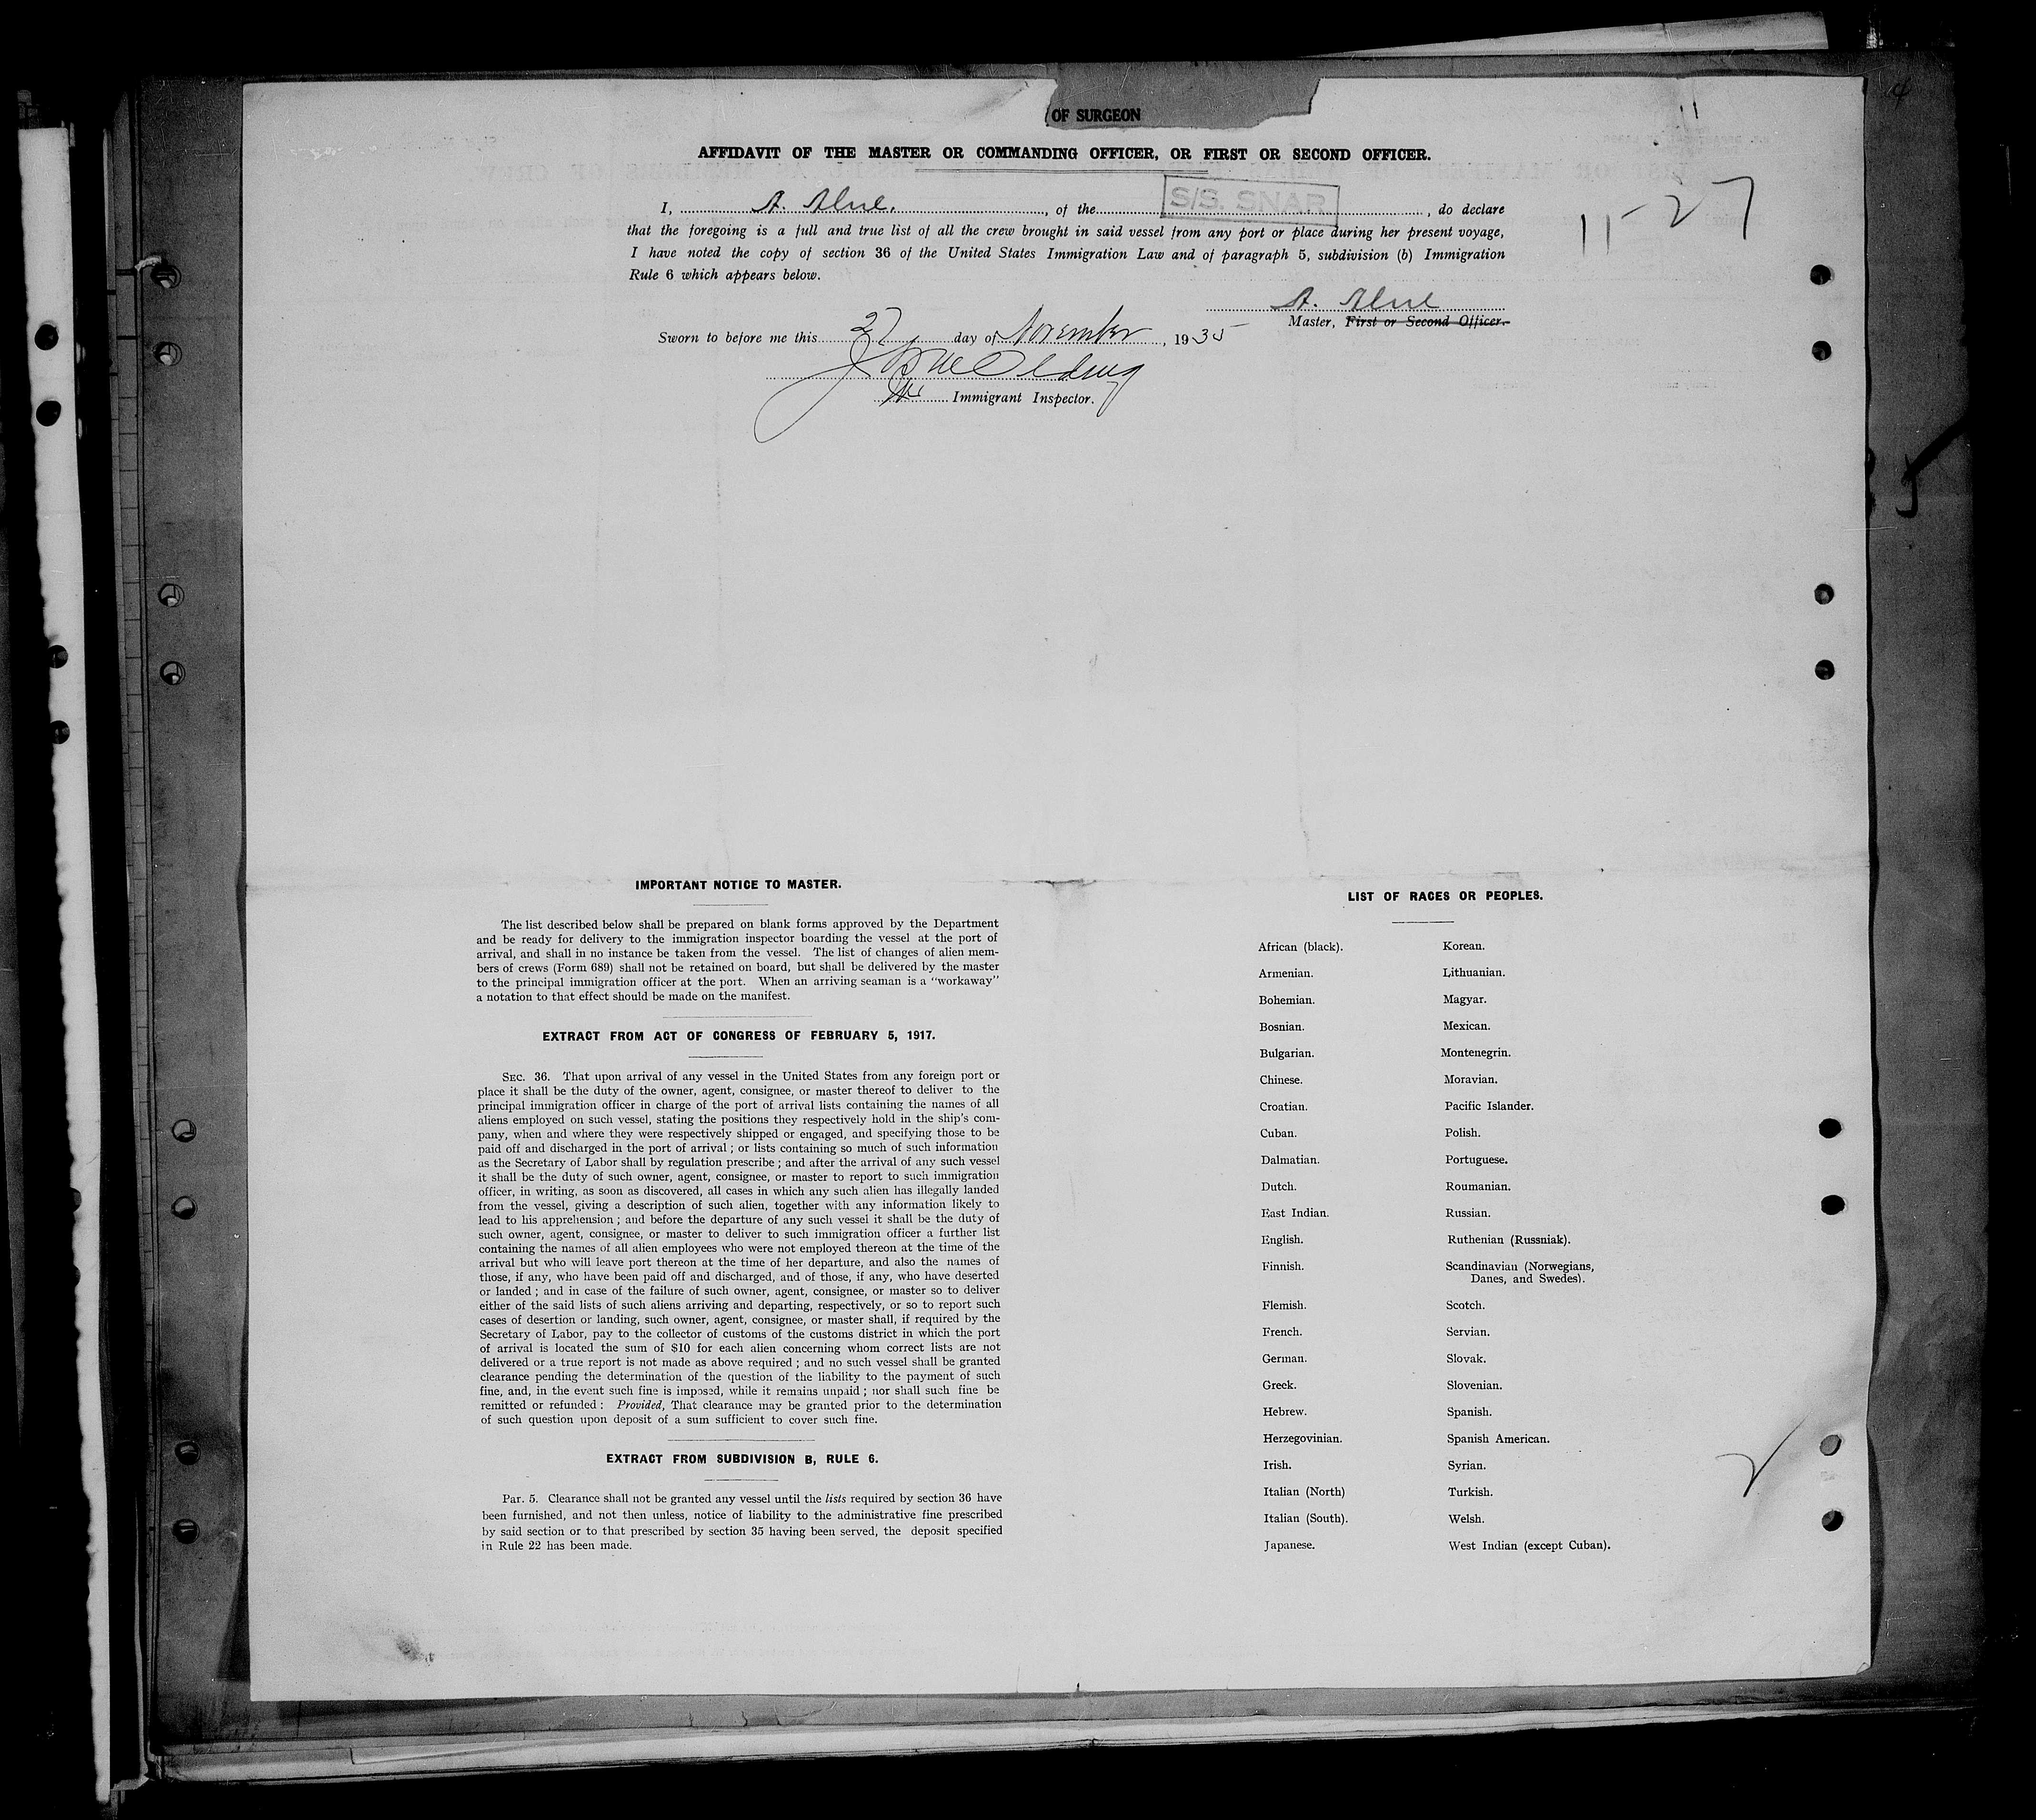 OF SURGEON
AFFIDAVIT OF THE MASTER OR COMMANDING OFFICER, OR FIRST OR SECOND OFFICER.
11-27
I, A. , of the S/S. SNAR , do declare
that the foregoing is a full and true list of all the crew brought in said vessel from any port or place during her present voyage,
I have noted the copy of section 36 of the United States Immigration Law and of paragraph 5, subdivision (b) Immigration
Rule 6 which appears below.
A.
Master, First or Second Officer.
Sworn to before me this 27 day of November, 1935
Immigrant Inspector.
IMPORTANT NOTICE TO MASTER.
The list described below shall be prepared on blank forms approved by the Department
and be ready for delivery to the immigration inspector boarding the vessel at the port of
arrival, and shall in no instance be taken from the vessel. The list of changes of alien mem-
bers of crews (Form 689) shall not be retained on board, but shall be delivered by the master
to the principal immigration officer at the port. When an arriving seaman is a "workaway"
a notation to that effect should be made on the manifest.
EXTRACT FROM ACT OF CONGRESS OF FEBRUARY 5, 1917.
SEC. 36. That upon arrival of any vessel in the United States from any foreign port or
place it shall be the duty of the owner, agent, consignee, or master thereof to deliver to the
principal immigration officer in charge of the port of arrival lists containing the names of all
aliens employed on such vessel, stating the positions they respectively hold in the ship's com-
pany, when and where they were respectively shipped or engaged, and specifying those to be
paid off and discharged in the port of arrival; or lists containing so much of such information
as the Secretary of Labor shall by regulation prescribe; and after the arrival of any such vessel
it shall be the duty of such owner, agent, consignee, or master to report to such immigration
officer, in writing, as soon as discovered, all cases in which any such alien has illegally landed
from the vessel, giving a description of such alien, together with any information likely to
lead to his apprehension; and before the departure of any such vessel it shall be the duty of
such owner, agent, consignee, or master to deliver to such immigration officer a further list
containing the names of all alien employees who were not employed thereon at the time of the
arrival but who will leave port thereon at the time of her departure, and also the names of
those, if any, who have been paid off and discharged, and of those, if any, who have deserted
or landed; and in case of the failure of such owner, agent, consignee, or master so to deliver
either of the said lists of such aliens arriving and departing, respectively, or so to report such
cases of desertion or landing, such owner, agent, consignee, or master shall, if required by the
Secretary of Labor, pay to the collector of customs of the customs district in which the port
of arrival is located the sum of $10 for each alien concerning whom correct lists are not
delivered or a true report is not made as above required; and no such vessel shall be granted
clearance pending the determination of the question of the liability to the payment of such
fine, and, in the event such fine is imposed, while it remains unpaid; nor shall such fine be
remitted or refunded: Provided, That clearance may be granted prior to the determination
of such question upon deposit of a sum sufficient to cover such fine.
EXTRACT FROM SUBDIVISION B, RULE 6.
Par. 5. Clearance shall not be granted any vessel until the lists required by section 36 have
been furnished, and not then unless, notice of liability to the administrative fine prescribed
by said section or to that prescribed by section 35 having been served, the deposit specified
in Rule 22 has been made.
LIST OF RACES OR PEOPLES.
African (black). Korean.
Armenian. Lithuanian.
Bohemian. Magyar.
Bosnian. Mexican.
Bulgarian. Montenegrin.
Chinese. Moravian.
Croatian. Pacific Islander.
Cuban. Polish.
Dalmatian. Portuguese.
Dutch. Roumanian.
East Indian. Russian.
English. Ruthenian (Russniak).
Finnish. Scandinavian (Norwegians,
Danes, and Swedes).
Flemish. Scotch.
French. Servian.
German. Slovak.
Greek. Slovenian.
Hebrew. Spanish.
Herzegovinian. Spanish American.
Irish. Syrian.
Italian (North) Turkish.
Italian (South). Welsh.
Japanese. West Indian (except Cuban).